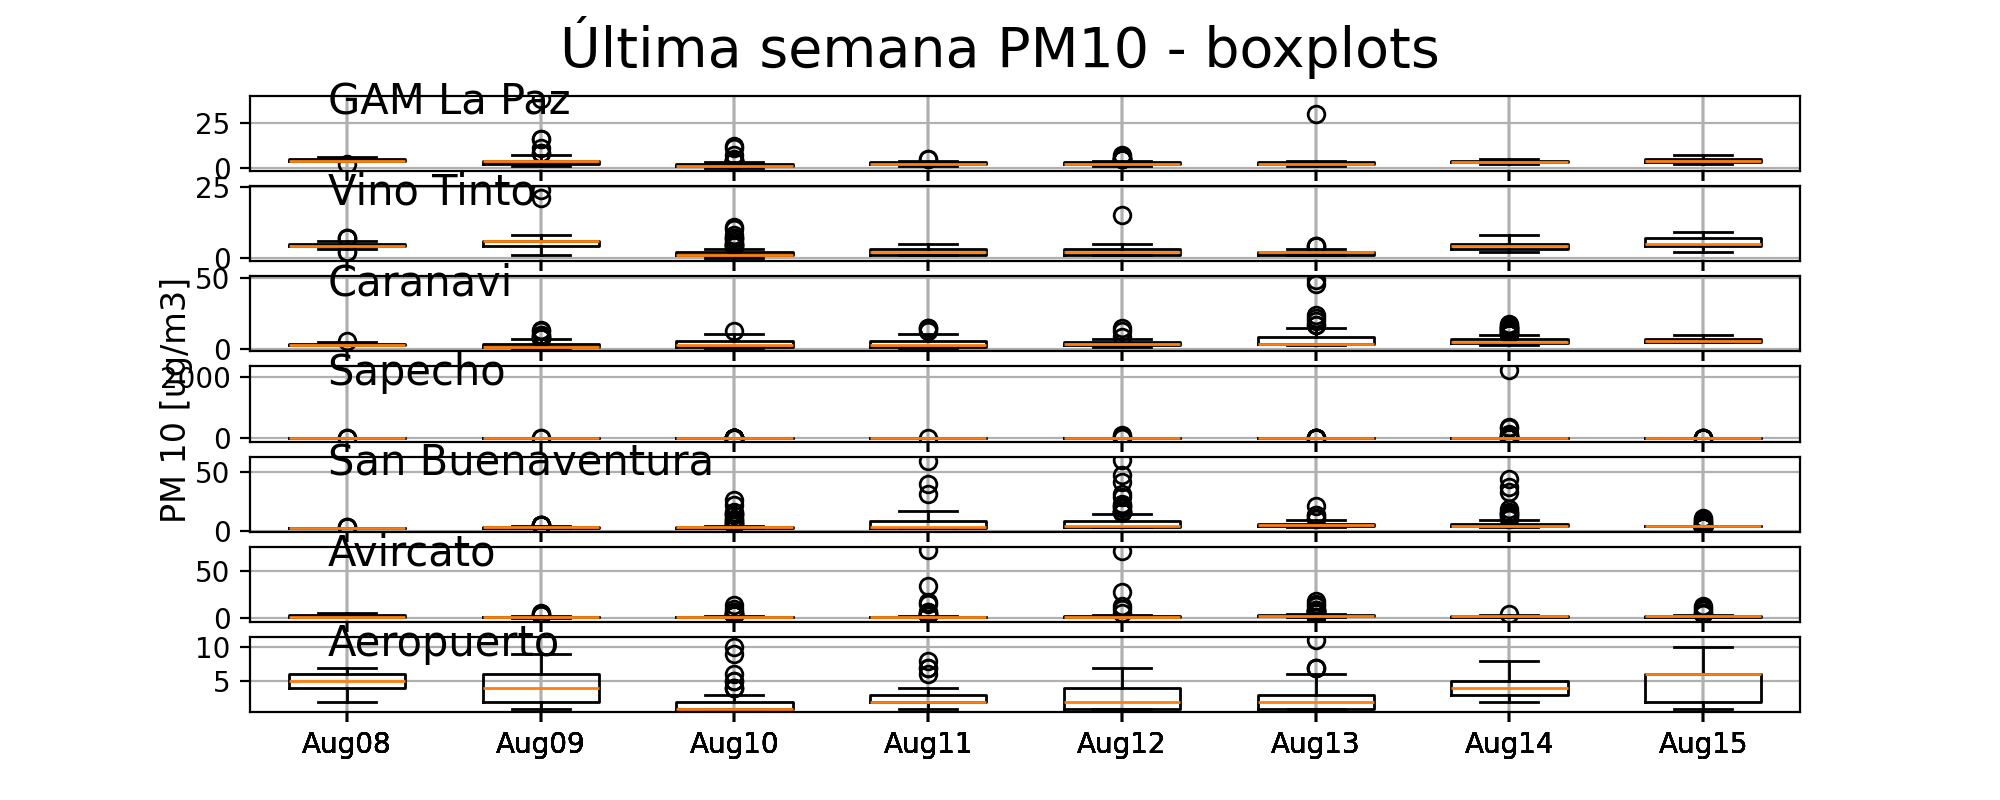 Última semana PM10 - boxplots
GAM La Paz
25
0
Vino Tinto
25
0
Caranavi
50
0
Sapecho
2000
0
San Buenaventura
50
0
Avircato
50
0
Aeropuerto
10
5
PM 10 [ug/m3]
Aug08 Aug09 Aug10 Aug11 Aug12 Aug13 Aug14 Aug15